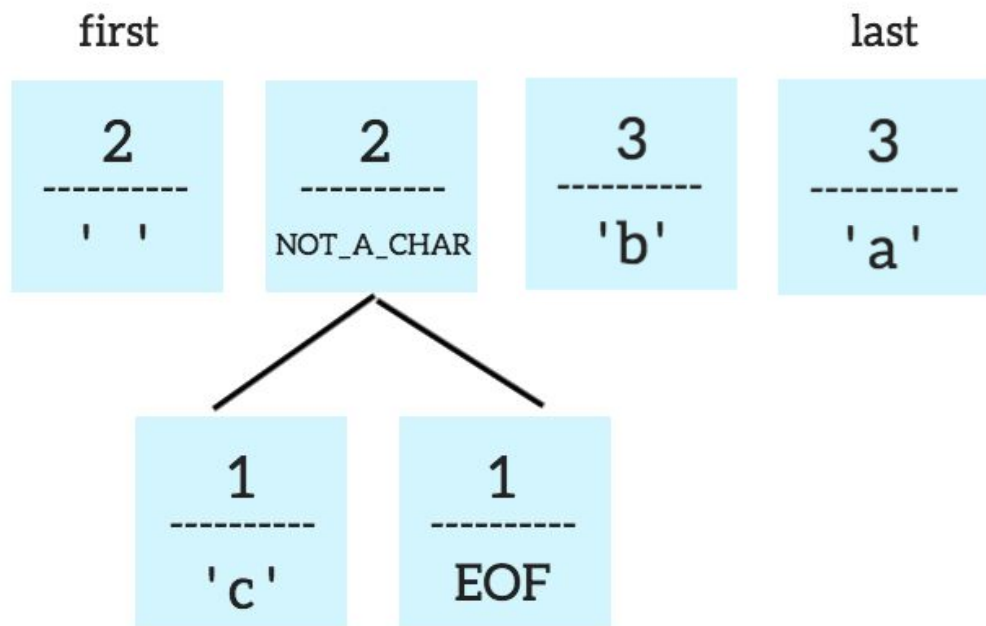 first last
2 2 3 3
---------- ---------- ---------- ----------
' ' NOT_A_CHAR 'b' 'a'
1 1
---------- ----------
'c' EOF